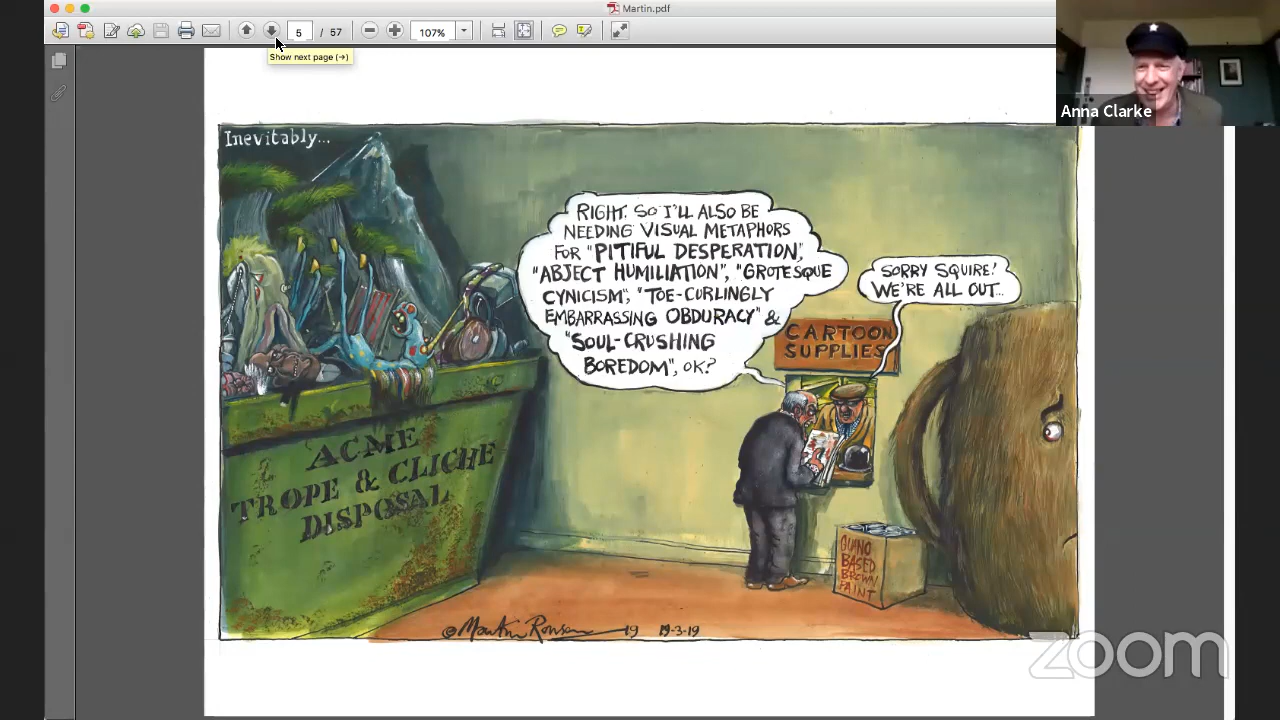 Martin.pdf
5 / 57
107%
Show next page (→)
Anna Clarke
Inevitably...
RIGHT. SO I'LL ALSO BE
NEEDING VISUAL METAPHORS
FOR "PITIFUL DESPERATION",
"ABJECT HUMILIATION", "GROTESQUE
CYNICISM", "TOE-CURLINGLY
EMBARRASSING OBDURACY" &
"SOUL-CRUSHING
BOREDOM", OK?
SORRY SQUIRE!
WE'RE ALL OUT...
CARTOON
SUPPLIES
ACME
TROPE & CLICHE
DISPOSAL
GUANO
BASED
BROWN
PAINT
© Martin Rowson 19 19-3-19
zoom